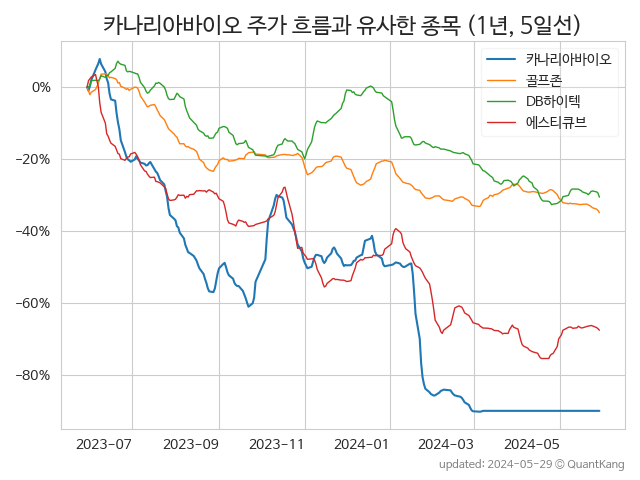 카나리아바이오 주가 흐름과 유사한 종목 (1년, 5일선)
카나리아바이오
골프존
DB하이텍
에스티큐브
0%
−20%
−40%
−60%
−80%
2023−07
2023−09
2023−11
2024−01
2024−03
2024−05
updated: 2024-05-29 © QuantKang